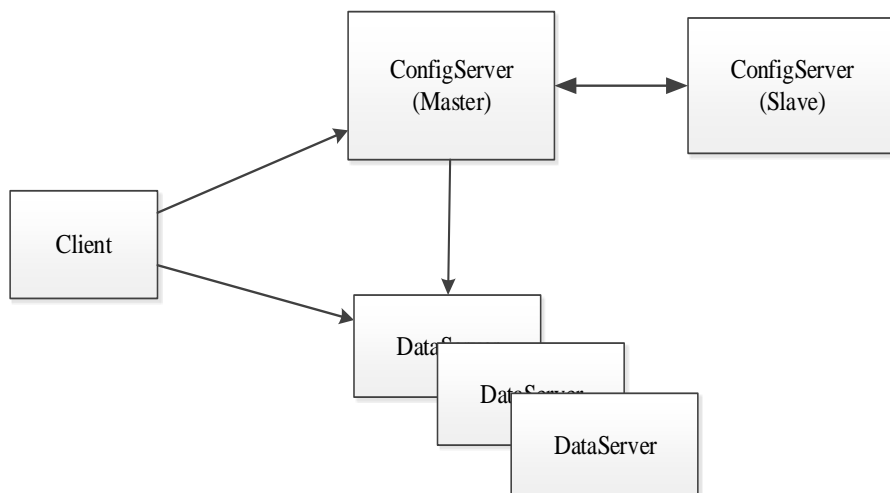 ConfigServer
(Master)
ConfigServer
(Slave)
Client
DataServer